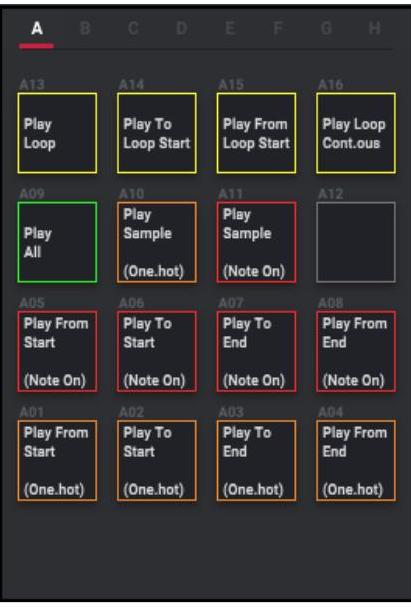 A B C D E F G H
A13 A14 A15 A16
Play
Loop
Play To
Loop Start
Play From
Loop Start
Play Loop
Cont.ous
A09 A10 A11 A12
Play
All
Play
Sample
(One.hot)
Play
Sample
(Note On)
A05 A06 A07 A08
Play From
Start
(Note On)
Play To
Start
(Note On)
Play To
End
(Note On)
Play From
End
(Note On)
A01 A02 A03 A04
Play From
Start
(One.hot)
Play To
Start
(One.hot)
Play To
End
(One.hot)
Play From
End
(One.hot)